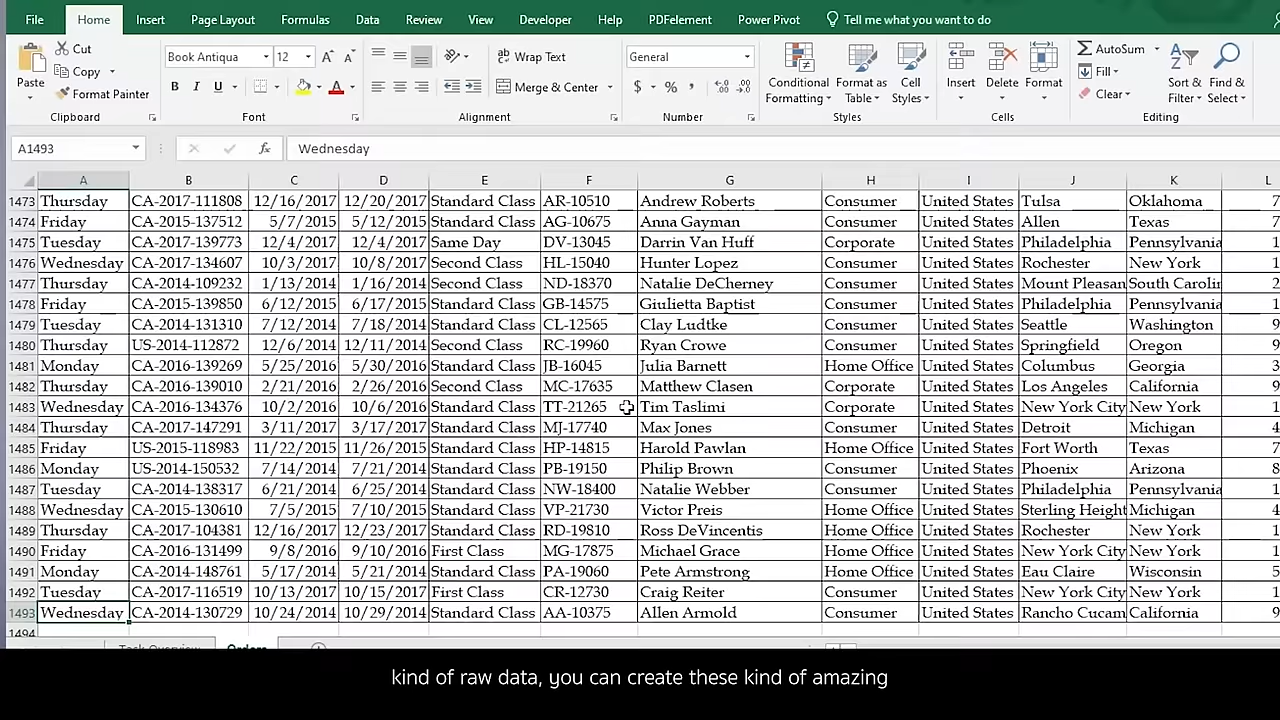 File Home Insert Page Layout Formulas Data Review View Developer Help PDFelement Power Pivot Tell me what you want to do
Cut
Copy
Format Painter
Paste
Clipboard
Book Antiqua 12 A A
B I U A
Font
ab Wrap Text
Merge & Center
Alignment
General
$ % ,
Number
Conditional Formatting
Format as Table
Cell Styles
Styles
Insert Delete Format
Cells
AutoSum
Fill
Clear
Sort & Filter
Find & Select
Editing
A1493 fx Wednesday
A B C D E F G H I J K L
1473 Thursday CA-2017-111808 12/16/2017 12/20/2017 Standard Class AR-10510 Andrew Roberts Consumer United States Tulsa Oklahoma 7
1474 Friday CA-2015-137512 5/7/2015 5/12/2015 Standard Class AG-10675 Anna Gayman Consumer United States Allen Texas 7
1475 Tuesday CA-2017-139773 12/4/2017 12/4/2017 Same Day DV-13045 Darrin Van Huff Corporate United States Philadelphia Pennsylvania 1
1476 Wednesday CA-2017-134607 10/3/2017 10/8/2017 Second Class HL-15040 Hunter Lopez Consumer United States Rochester New York 1
1477 Thursday CA-2014-109232 1/13/2014 1/16/2014 Second Class ND-18370 Natalie DeCherney Consumer United States Mount Pleasan South Carolin 2
1478 Friday CA-2015-139850 6/12/2015 6/17/2015 Standard Class GB-14575 Giulietta Baptist Consumer United States Philadelphia Pennsylvania 1
1479 Tuesday CA-2014-131310 7/12/2014 7/18/2014 Standard Class CL-12565 Clay Ludtke Consumer United States Seattle Washington 9
1480 Thursday US-2014-112872 12/6/2014 12/11/2014 Second Class RC-19960 Ryan Crowe Consumer United States Springfield Oregon 9
1481 Monday CA-2016-139269 5/25/2016 5/30/2016 Standard Class JB-16045 Julia Barnett Home Office United States Columbus Georgia 3
1482 Thursday CA-2016-139010 2/21/2016 2/26/2016 Second Class MC-17635 Matthew Clasen Corporate United States Los Angeles California 9
1483 Wednesday CA-2016-134376 10/2/2016 10/6/2016 Standard Class TT-21265 Tim Taslimi Corporate United States New York City New York 1
1484 Thursday CA-2017-147291 3/11/2017 3/17/2017 Standard Class MJ-17740 Max Jones Consumer United States Detroit Michigan 4
1485 Friday US-2015-118983 11/22/2015 11/26/2015 Standard Class HP-14815 Harold Pawlan Home Office United States Fort Worth Texas 7
1486 Monday US-2014-150532 7/14/2014 7/21/2014 Standard Class PB-19150 Philip Brown Consumer United States Phoenix Arizona 8
1487 Tuesday CA-2014-138317 6/21/2014 6/25/2014 Standard Class NW-18400 Natalie Webber Consumer United States Philadelphia Pennsylvania 1
1488 Wednesday CA-2015-130610 7/5/2015 7/10/2015 Standard Class VP-21730 Victor Preis Home Office United States Sterling Height Michigan 4
1489 Thursday CA-2017-104381 12/16/2017 12/23/2017 Standard Class RD-19810 Ross DeVincentis Home Office United States Rochester New York 1
1490 Friday CA-2016-131499 9/8/2016 9/10/2016 First Class MG-17875 Michael Grace Home Office United States New York City New York 1
1491 Monday CA-2014-148761 5/17/2014 5/21/2014 Standard Class PA-19060 Pete Armstrong Home Office United States Eau Claire Wisconsin 5
1492 Tuesday CA-2017-116519 10/13/2017 10/15/2017 First Class CR-12730 Craig Reiter Consumer United States New York City New York 1
1493 Wednesday CA-2014-130729 10/24/2014 10/29/2014 Standard Class AA-10375 Allen Arnold Consumer United States Rancho Cucam California 9
1494
Task Overview Orders
kind of raw data, you can create these kind of amazing